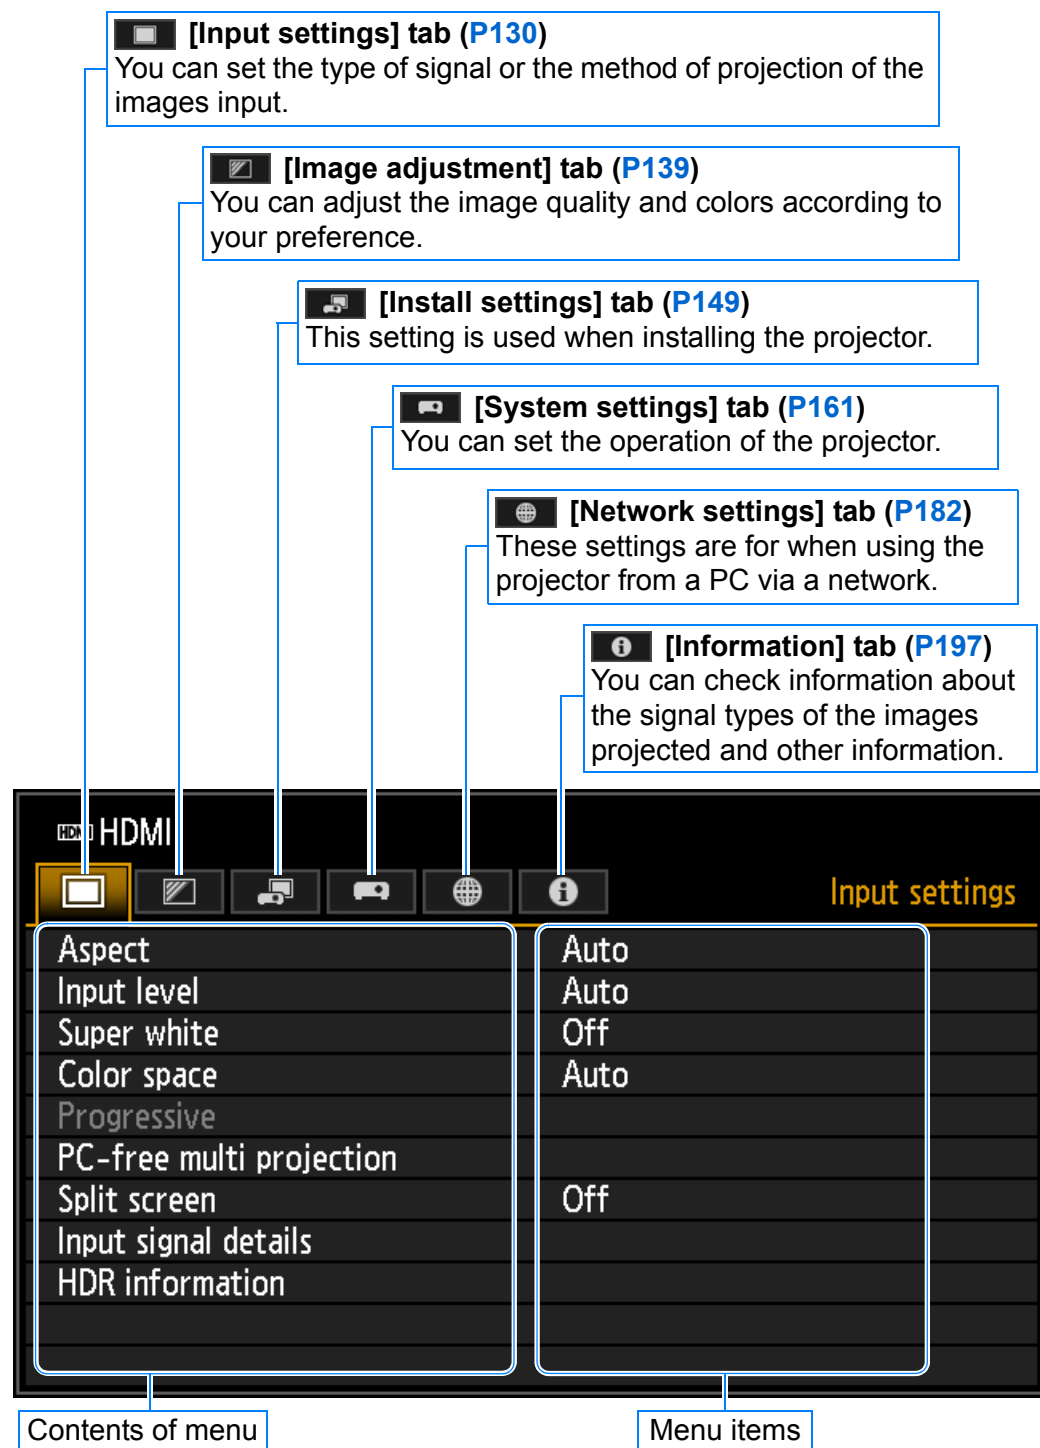 [Input settings] tab (P130)
You can set the type of signal or the method of projection of the
images input.
[Image adjustment] tab (P139)
You can adjust the image quality and colors according to
your preference.
[Install settings] tab (P149)
This setting is used when installing the projector.
[System settings] tab (P161)
You can set the operation of the projector.
[Network settings] tab (P182)
These settings are for when using the
projector from a PC via a network.
[Information] tab (P197)
You can check information about
the signal types of the images
projected and other information.
HDMI HDMI
Input settings
Aspect Auto
Input level Auto
Super white Off
Color space Auto
Progressive
PC-free multi projection
Split screen Off
Input signal details
HDR information
Contents of menu Menu items